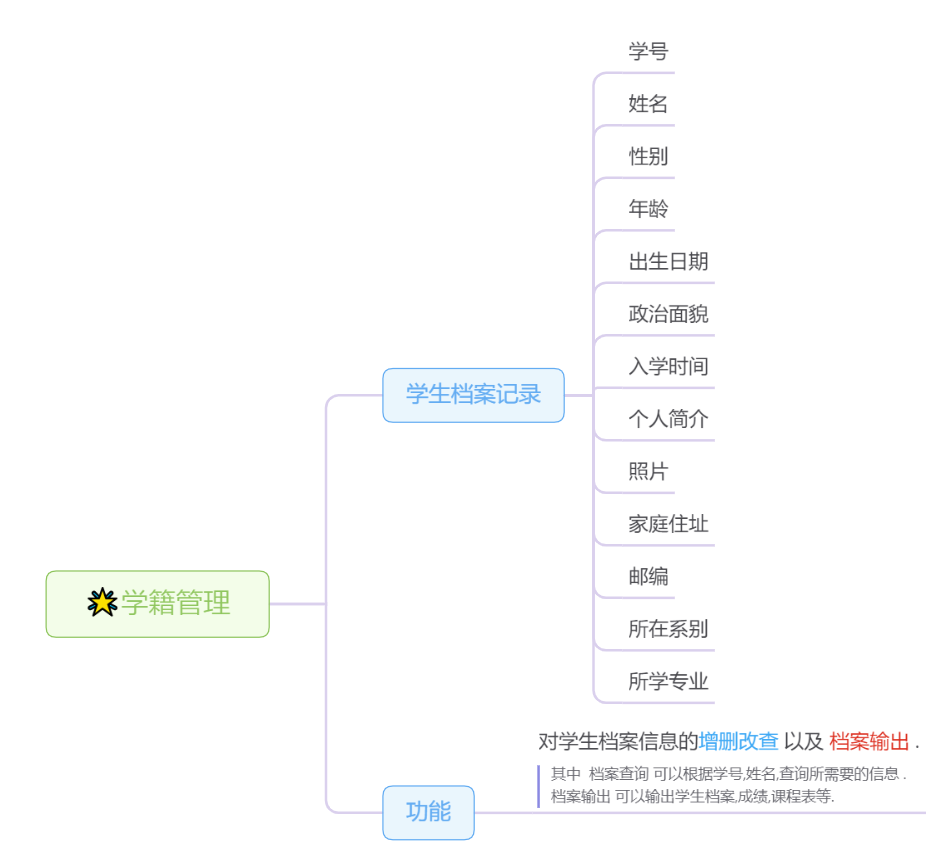 学号
姓名
性别
年龄
出生日期
政治面貌
入学时间
学生档案记录
个人简介
照片
家庭住址
邮编
学籍管理
所在系别
所学专业
对学生档案信息的增删改查 以及 档案输出 .
其中 档案查询 可以根据学号,姓名,查询所需要的信息 .
档案输出 可以输出学生档案,成绩,课程表等.
功能